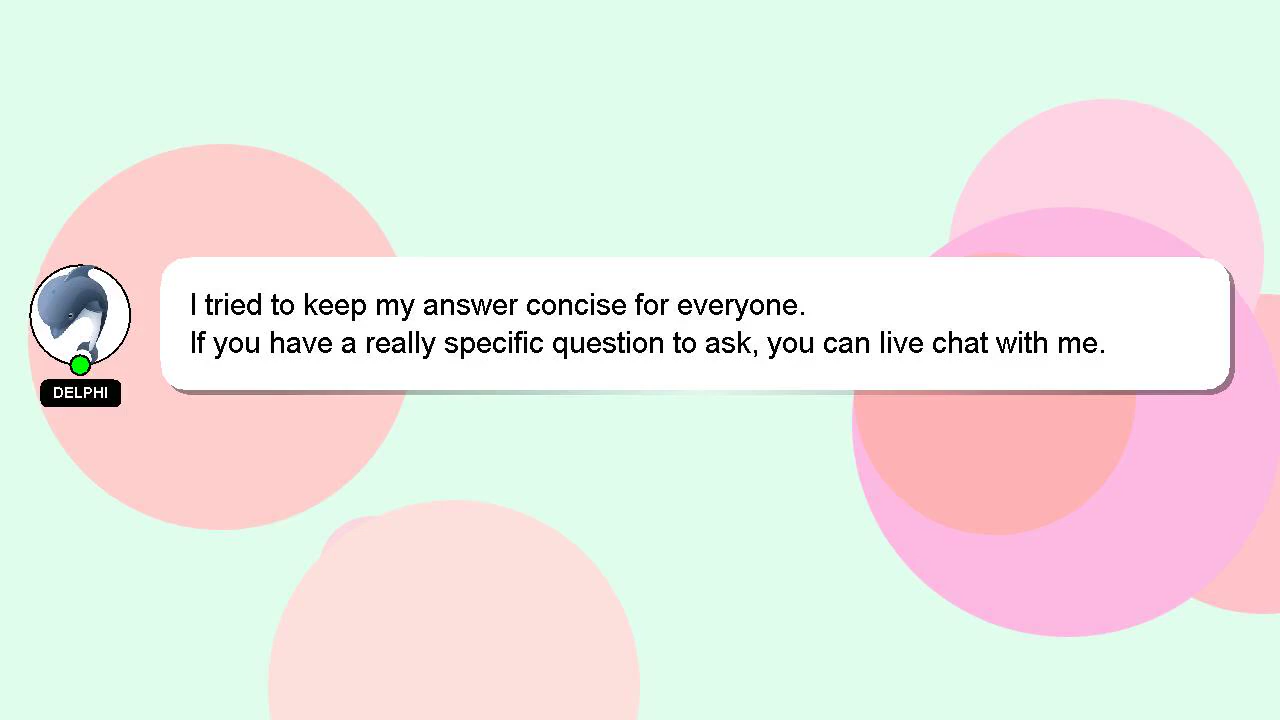 I tried to keep my answer concise for everyone.
If you have a really specific question to ask, you can live chat with me.
DELPHI